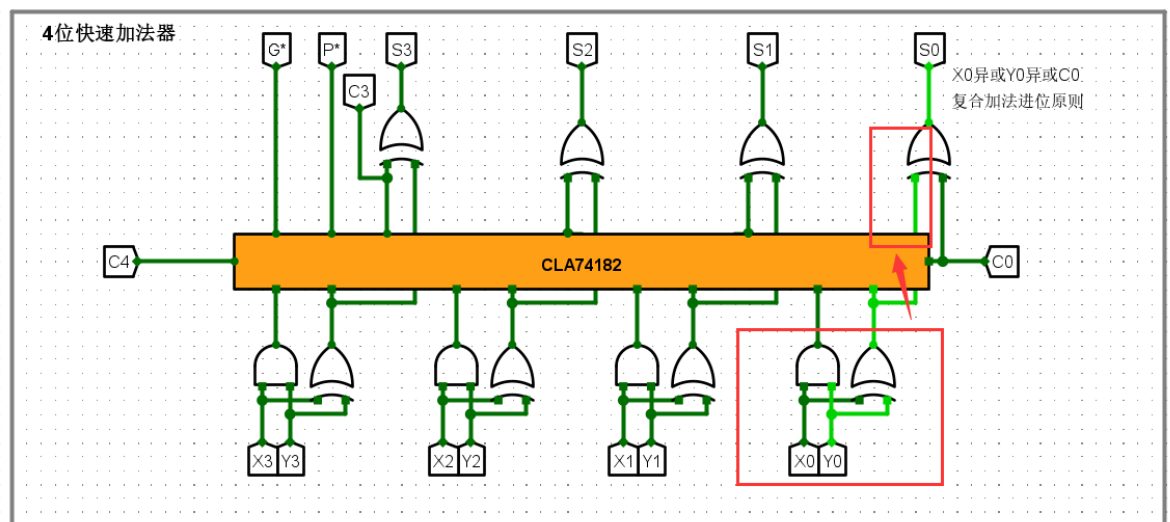 4位快速加法器
G* P* S3 S2 S1 S0
C3
X0异或Y0异或C0
复合加法进位原则
C4 CLA74182 C0
X3 Y3 X2 Y2 X1 Y1 X0 Y0